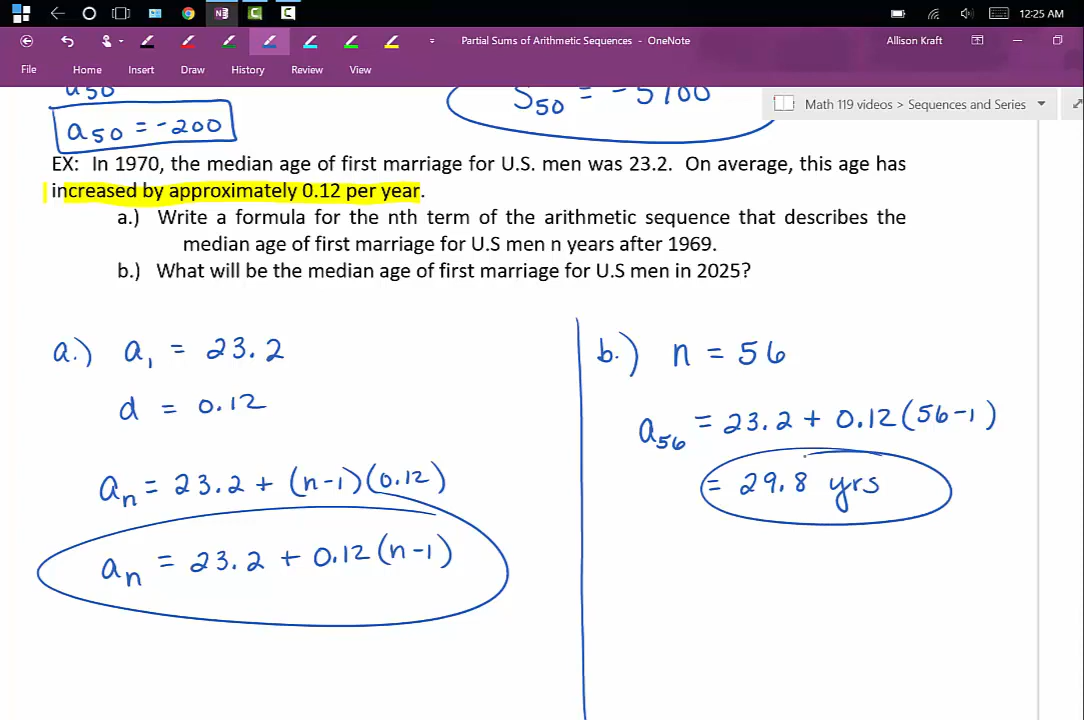 12:25 AM
Partial Sums of Arithmetic Sequences - OneNote
Allison Kraft
File Home Insert Draw History Review View
a50
S50 = -5100
Math 119 videos > Sequences and Series
a50 = -200
EX: In 1970, the median age of first marriage for U.S. men was 23.2. On average, this age has
increased by approximately 0.12 per year.
a.) Write a formula for the nth term of the arithmetic sequence that describes the
median age of first marriage for U.S men n years after 1969.
b.) What will be the median age of first marriage for U.S men in 2025?
a.) a1 = 23.2
d = 0.12
an = 23.2 + (n-1)(0.12)
an = 23.2 + 0.12(n-1)
b.) n = 56
a56 = 23.2 + 0.12(56-1)
= 29.8 yrs